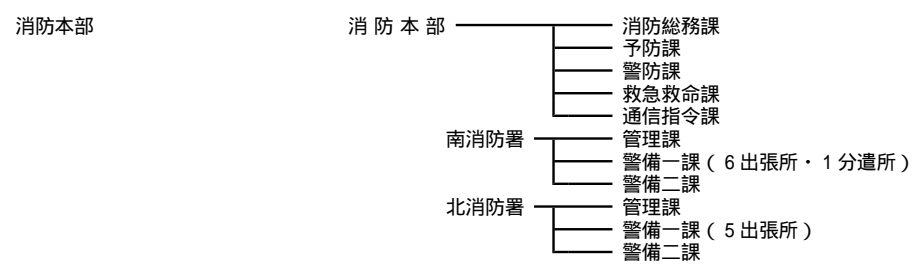 消防本部 消防本部 消防総務課
予防課
警防課
救急救命課
通信指令課
南消防署 管理課
警備一課(6出張所・1分遣所)
警備二課
北消防署 管理課
警備一課(5出張所)
警備二課